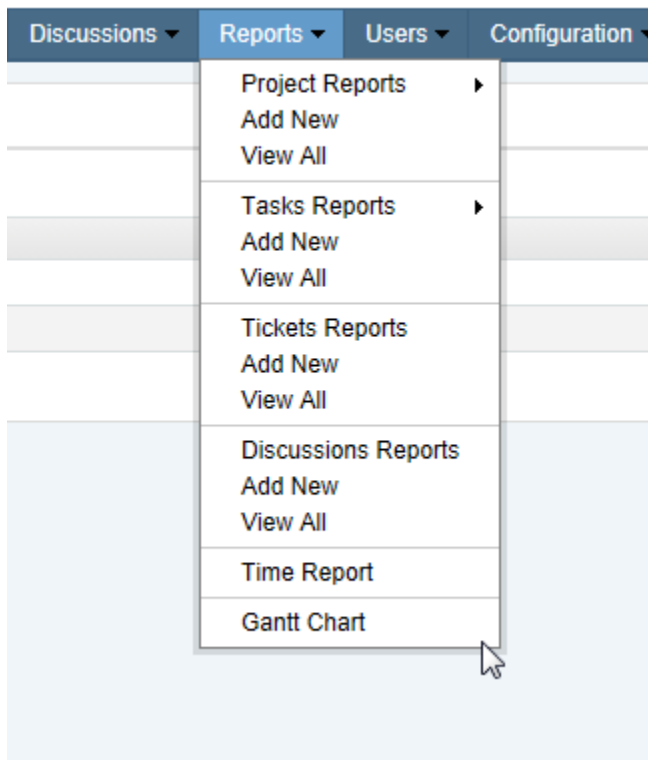 Discussions Reports Users Configuration
Project Reports
Add New
View All
Tasks Reports
Add New
View All
Tickets Reports
Add New
View All
Discussions Reports
Add New
View All
Time Report
Gantt Chart